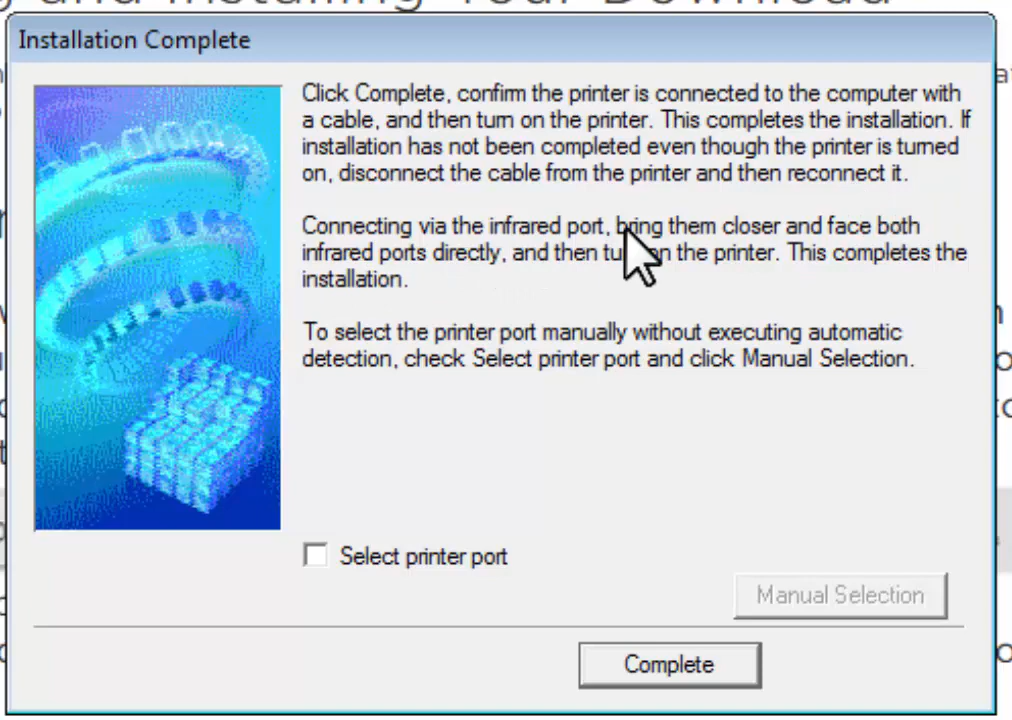 and Installing Your Download
Installation Complete
Click Complete, confirm the printer is connected to the computer with
a cable, and then turn on the printer. This completes the installation. If
installation has not been completed even though the printer is turned
on, disconnect the cable from the printer and then reconnect it.
Connecting via the infrared port, bring them closer and face both
infrared ports directly, and then turn on the printer. This completes the
installation.
To select the printer port manually without executing automatic
detection, check Select printer port and click Manual Selection.
Select printer port
Manual Selection
Complete